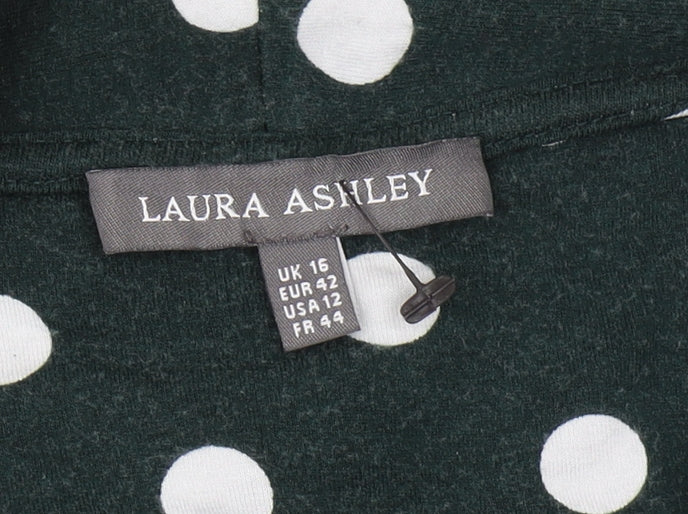 LAURA ASHLEY
UK 16
EUR 42
USA 12
FR 44